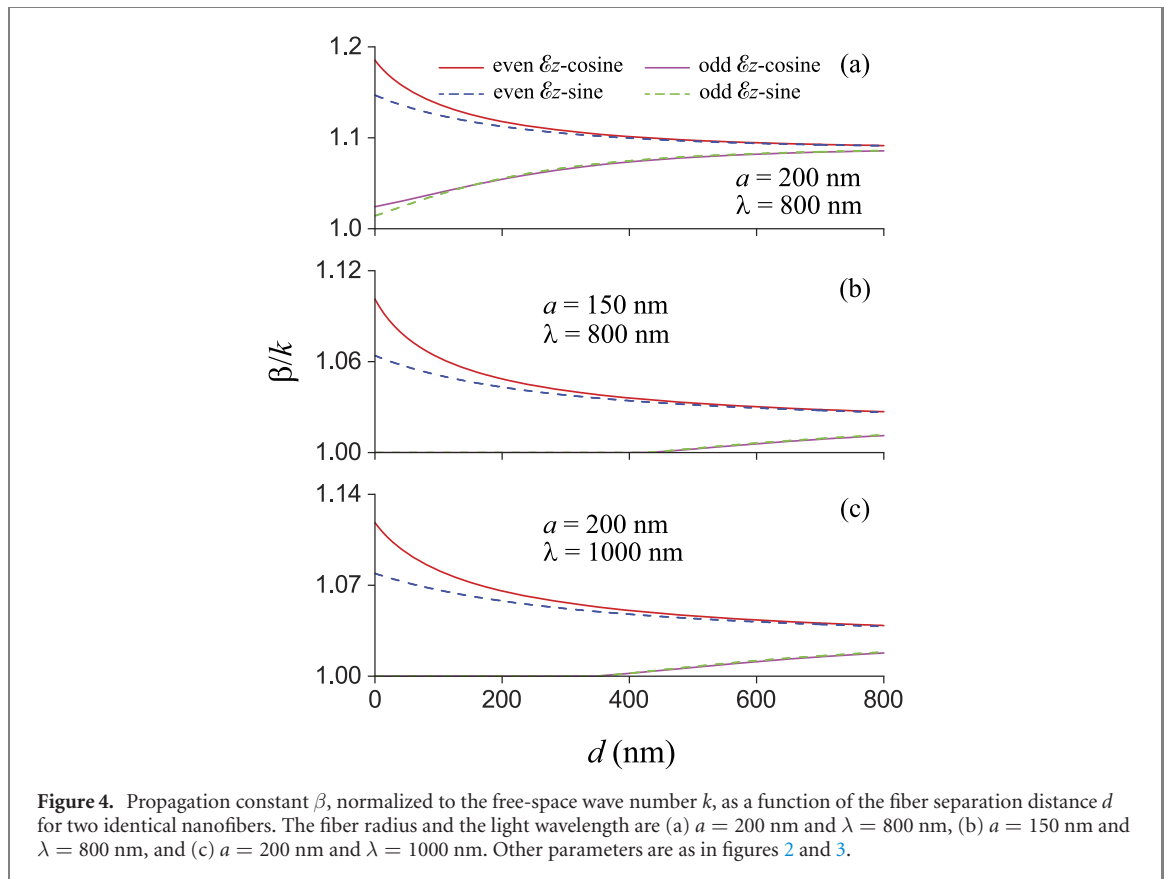 1.2
even ℰz-cosine odd ℰz-cosine (a)
even ℰz-sine odd ℰz-sine
1.1
a = 200 nm
λ = 800 nm
1.0
1.12
(b)
a = 150 nm
λ = 800 nm
1.06
β/k
1.00
1.14
(c)
a = 200 nm
λ = 1000 nm
1.07
1.00
0 200 400 600 800
d (nm)
Figure 4. Propagation constant β, normalized to the free-space wave number k, as a function of the fiber separation distance d
for two identical nanofibers. The fiber radius and the light wavelength are (a) a = 200 nm and λ = 800 nm, (b) a = 150 nm and
λ = 800 nm, and (c) a = 200 nm and λ = 1000 nm. Other parameters are as in figures 2 and 3.